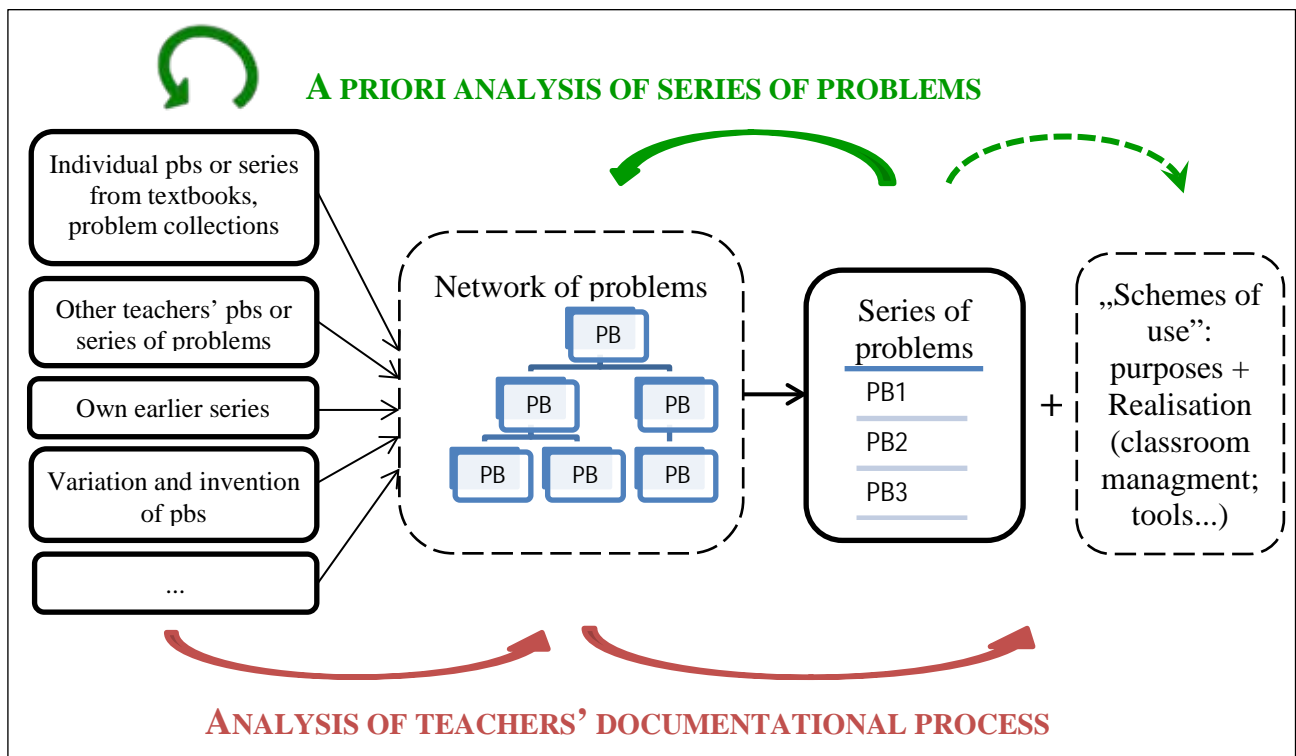 A PRIORI ANALYSIS OF SERIES OF PROBLEMS
Individual pbs or series
from textbooks,
problem collections
Other teachers’ pbs or
series of problems
Own earlier series
Variation and invention
of pbs
...
Network of problems
PB
PB
PB
PB
PB
PB
Series of
problems
PB1
PB2
PB3
+
„Schemes of
use”:
purposes +
Realisation
(classroom
managment;
tools...)
ANALYSIS OF TEACHERS’ DOCUMENTATIONAL PROCESS